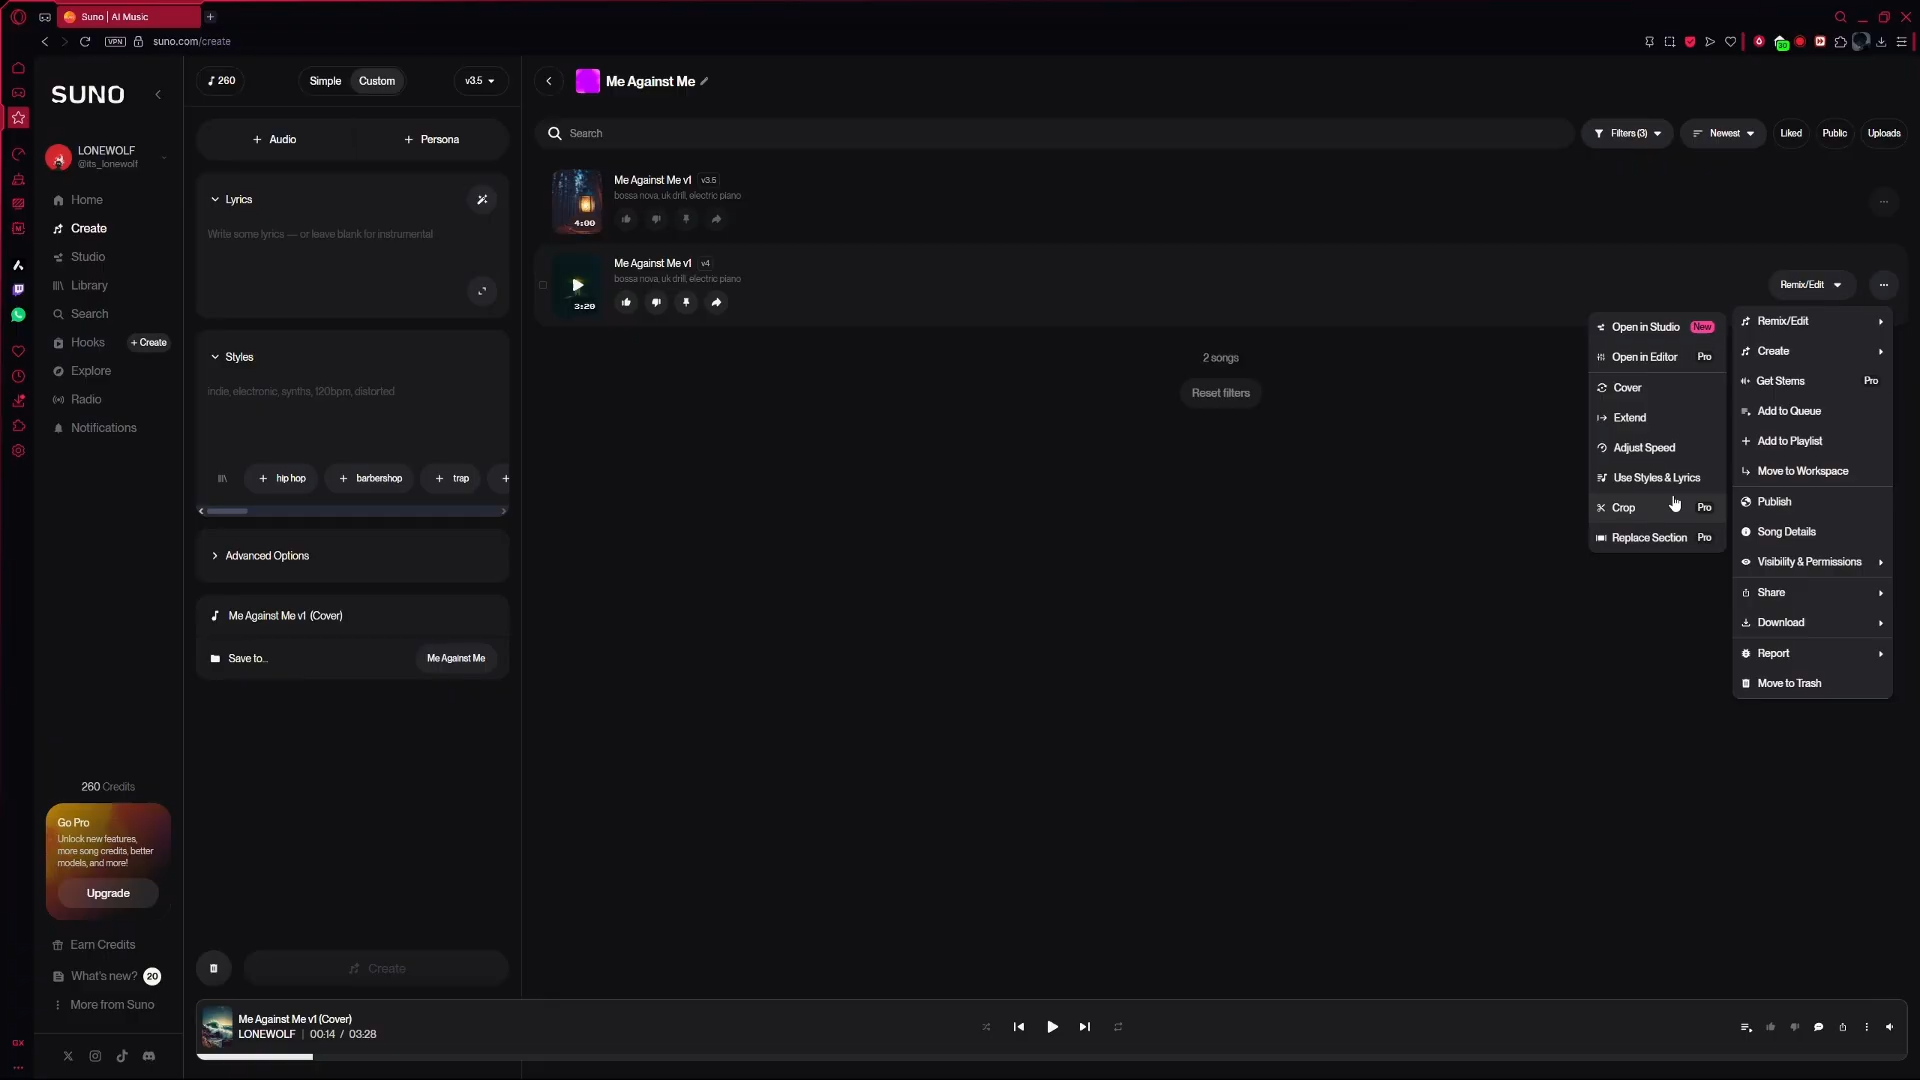 Suno | AI Music
VPN
suno.com/create
30
SUNO
LONEWOLF
@its_lonewolf
Home
Create
Studio
Library
Search
Hooks
+ Create
Explore
Radio
Notifications
260 Credits
Go Pro
Unlock new features,
more song credits, better
models, and more!
Upgrade
Earn Credits
What's new? 20
More from Suno
260
Simple
Custom
v3.5
+ Audio
+ Persona
Lyrics
Write some lyrics — or leave blank for instrumental
Styles
indie, electronic, synths, 120bpm, distorted
+ hip hop
+ barbershop
+ trap
+
Advanced Options
Me Against Me v1 (Cover)
Save to...
Me Against Me
Create
Me Against Me
Search
Filters (3)
Newest
Liked
Public
Uploads
4:00
Me Against Me v1 v3.5
bossa nova, uk drill, electric piano
3:29
Me Against Me v1 v4
bossa nova, uk drill, electric piano
Remix/Edit
2 songs
Reset filters
Open in Studio New
Open in Editor Pro
Cover
Extend
Adjust Speed
Use Styles & Lyrics
Crop Pro
Replace Section Pro
Remix/Edit
Create
Get Stems Pro
Add to Queue
Add to Playlist
Move to Workspace
Publish
Song Details
Visibility & Permissions
Share
Download
Report
Move to Trash
Me Against Me v1 (Cover)
LONEWOLF | 00:14 / 03:28